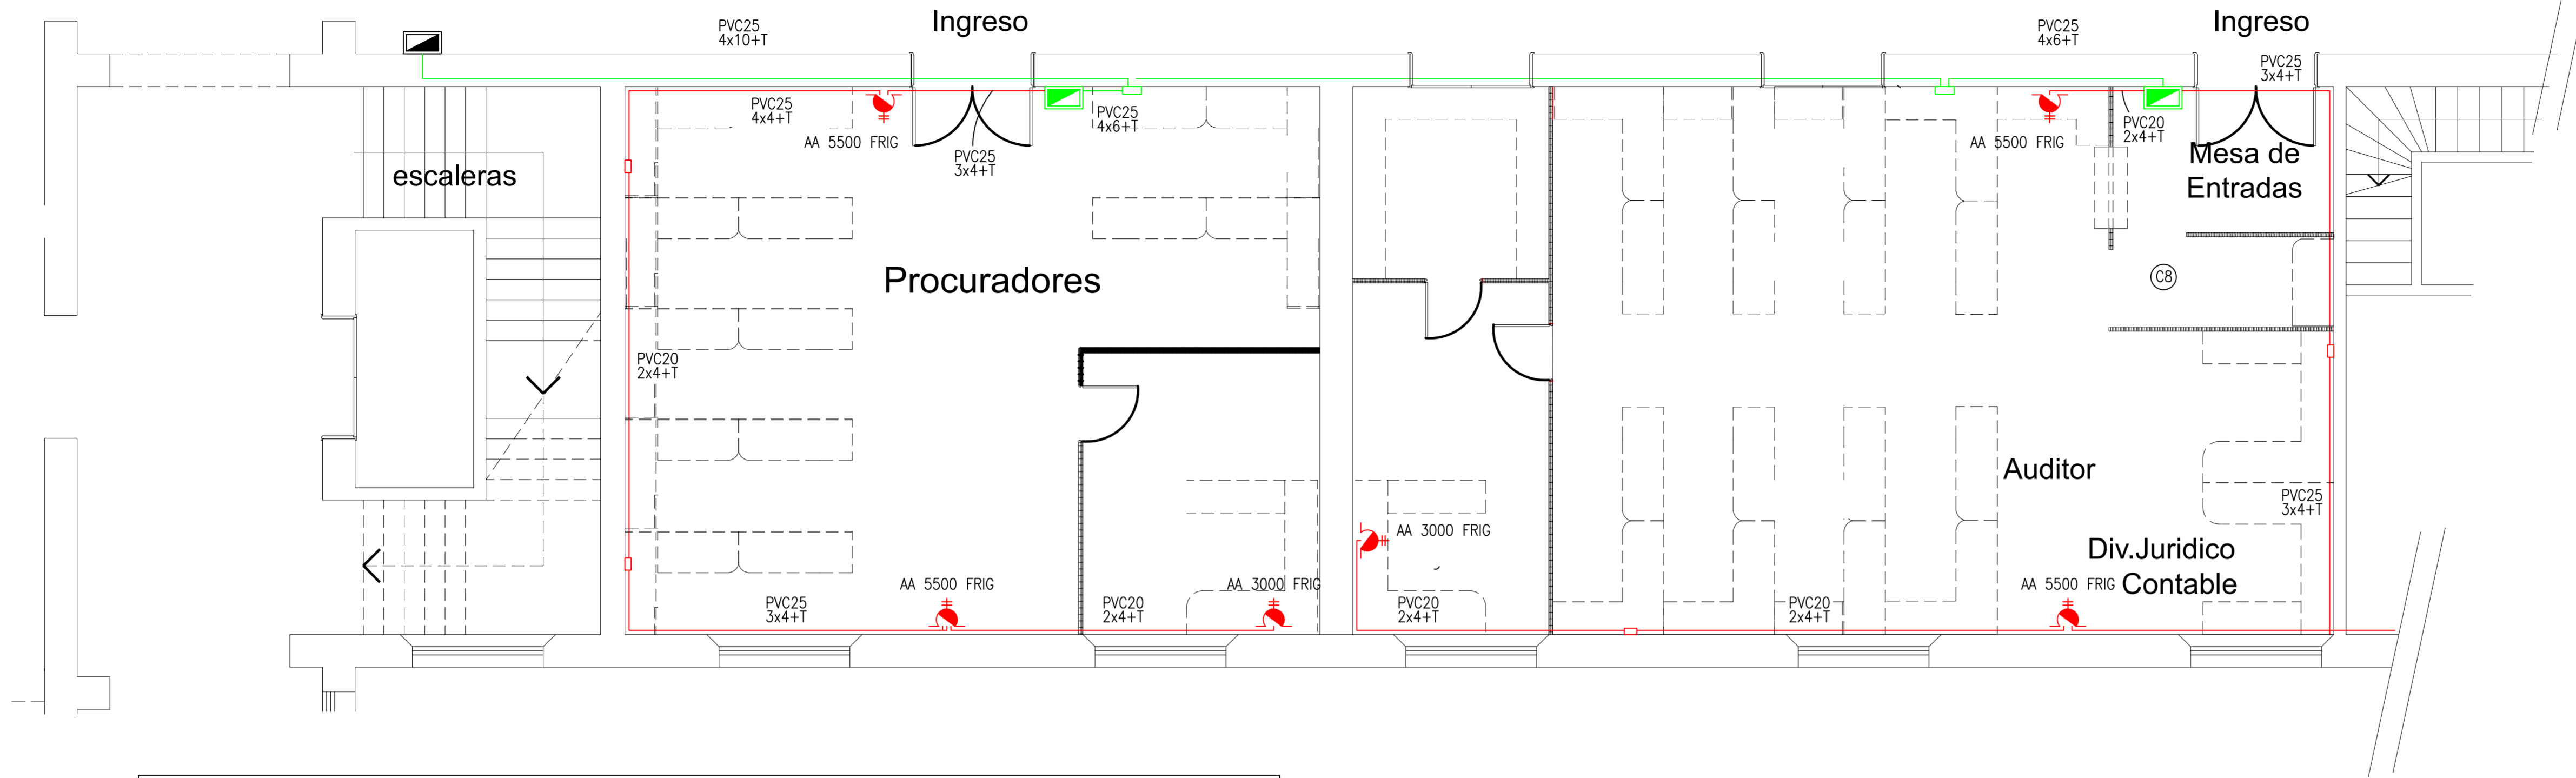 Ingreso
Ingreso
PVC25
4x10+T
PVC25
4x6+T
PVC25
3x4+T
PVC25
4x4+T
PVC25
4x6+T
PVC20
2x4+T
AA 5500 FRIG
AA 5500 FRIG
PVC25
3x4+T
Mesa de
Entradas
escaleras
Procuradores
C8
PVC20
2x4+T
Auditor
PVC25
3x4+T
AA 3000 FRIG
Div.Juridico
Contable
AA 5500 FRIG
AA 3000 FRIG
AA 5500 FRIG
PVC25
3x4+T
PVC20
2x4+T
PVC20
2x4+T
PVC20
2x4+T